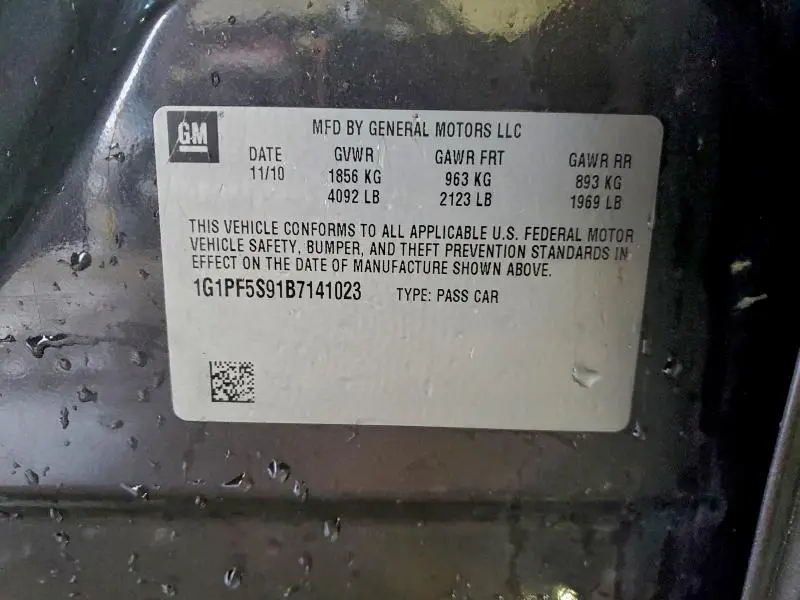 GM
MFD BY GENERAL MOTORS LLC
DATE GVWR GAWR FRT GAWR RR
11/10 1856 KG 963 KG 893 KG
4092 LB 2123 LB 1969 LB
THIS VEHICLE CONFORMS TO ALL APPLICABLE U.S. FEDERAL MOTOR
VEHICLE SAFETY, BUMPER, AND THEFT PREVENTION STANDARDS IN
EFFECT ON THE DATE OF MANUFACTURE SHOWN ABOVE.
1G1PF5S91B7141023 TYPE: PASS CAR